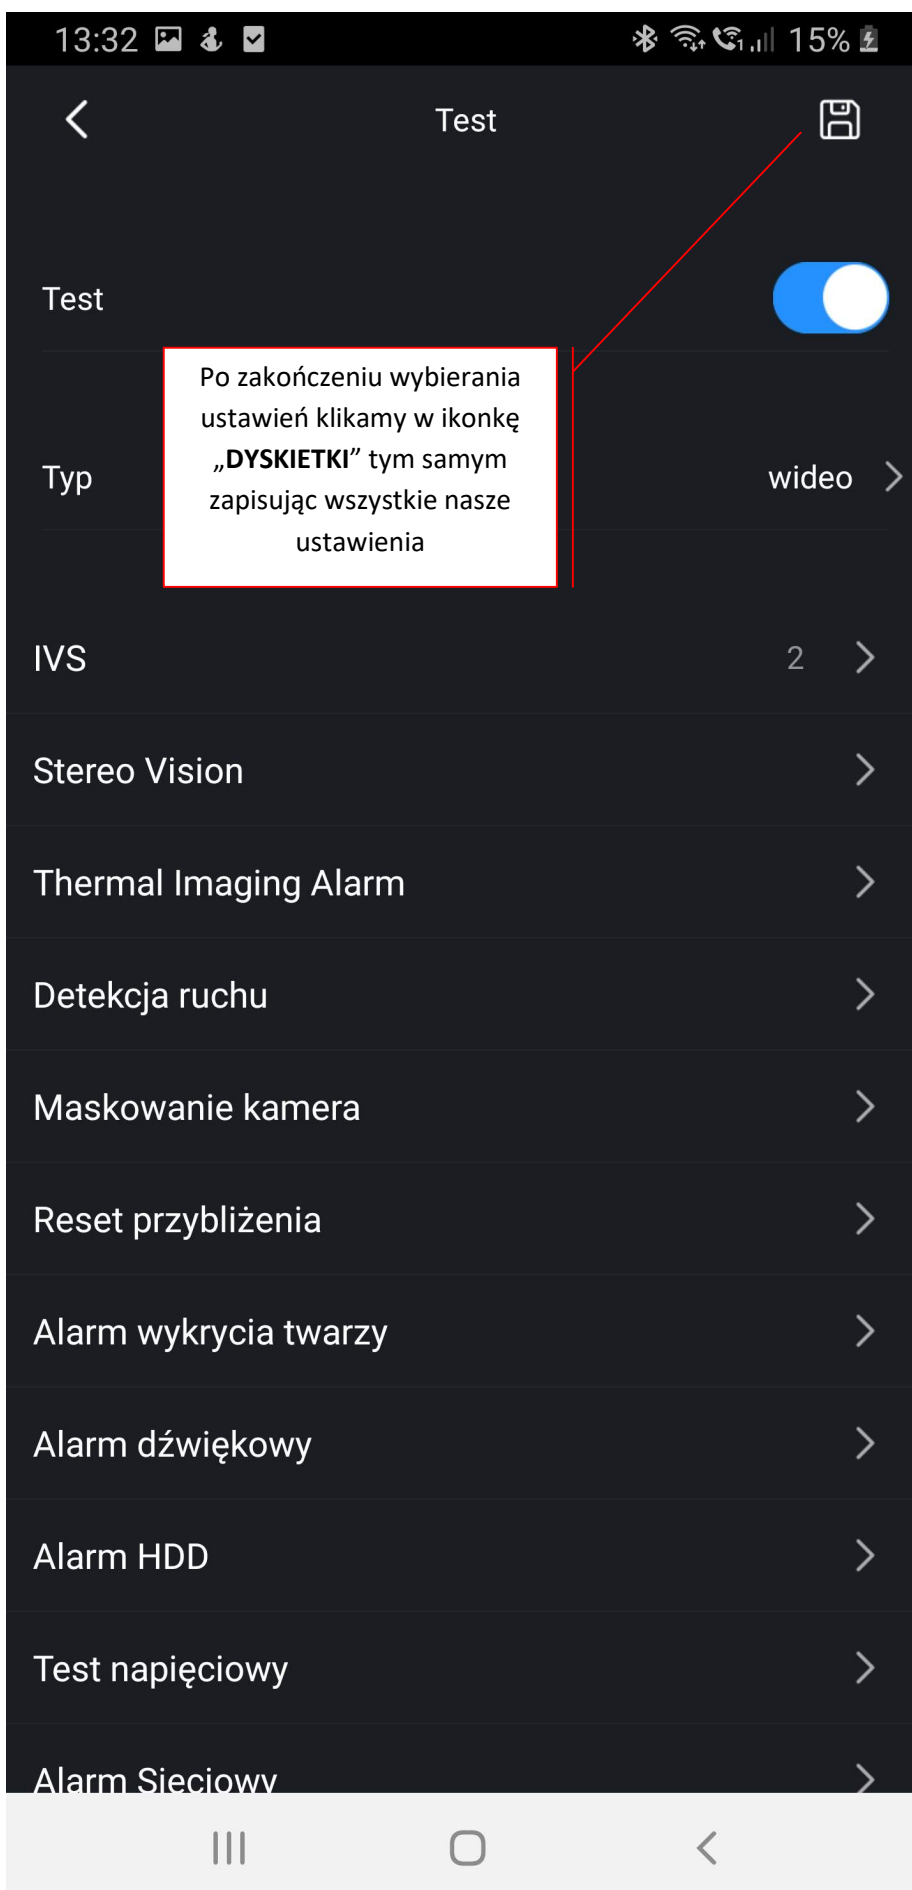 13:32 15%
Test
Test
Po zakończeniu wybierania
ustawień klikamy w ikonkę
„DYSKIETKI” tym samym
zapisując wszystkie nasze
ustawienia
Typ wideo
IVS 2
Stereo Vision
Thermal Imaging Alarm
Detekcja ruchu
Maskowanie kamera
Reset przybliżenia
Alarm wykrycia twarzy
Alarm dźwiękowy
Alarm HDD
Test napięciowy
Alarm Sieciowy